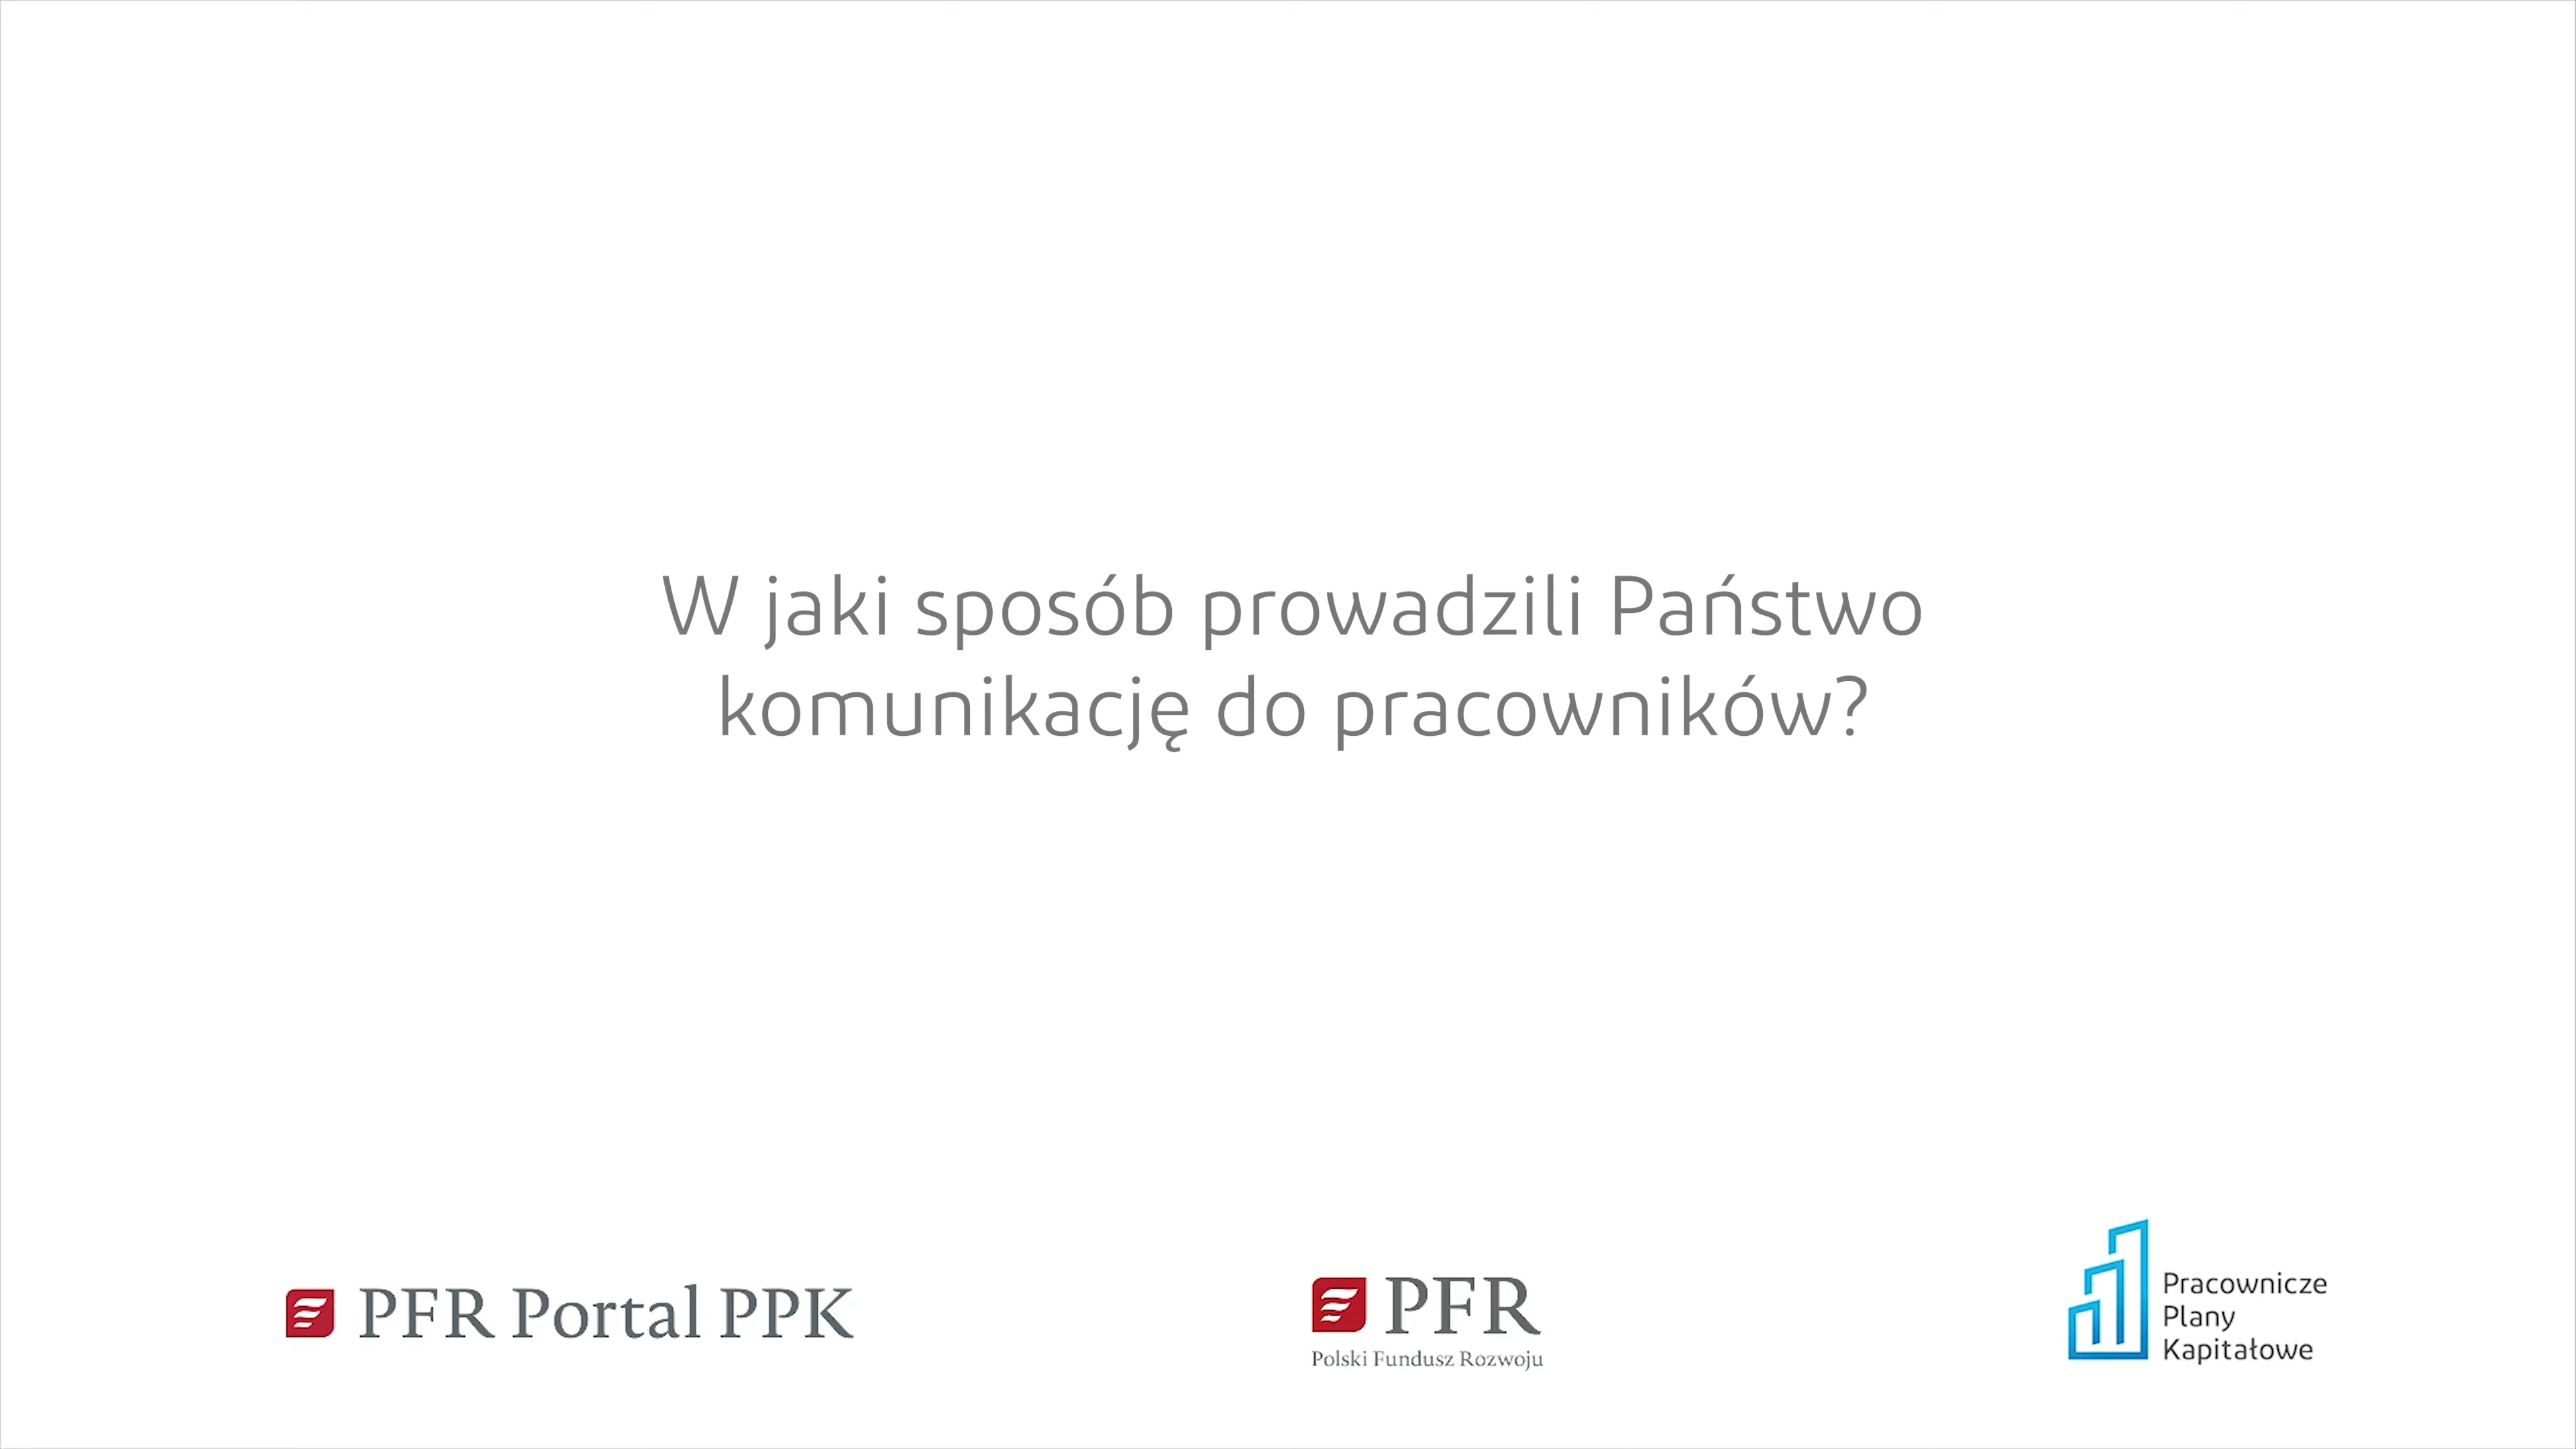 W jaki sposób prowadzili Państwo
komunikację do pracowników?
PFR Portal PPK
PFR
Polski Fundusz Rozwoju
Pracownicze
Plany
Kapitałowe